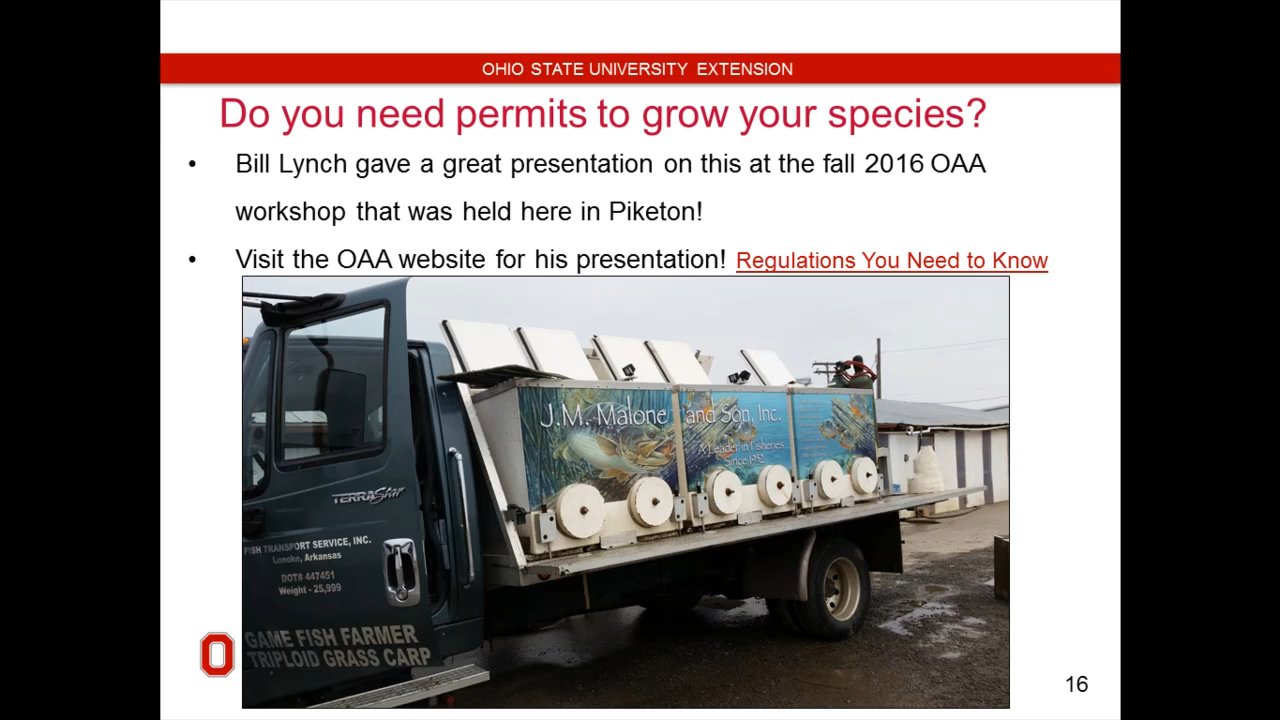 OHIO STATE UNIVERSITY EXTENSION
Do you need permits to grow your species?
• Bill Lynch gave a great presentation on this at the fall 2016 OAA
workshop that was held here in Piketon!
• Visit the OAA website for his presentation! Regulations You Need to Know
J.M. Malone and Son, Inc.
A Leader in Fisheries
Since 1952
TERRASTAR
FISH TRANSPORT SERVICE, INC.
Lonoke, Arkansas
DOT# 447451
Weight - 25,999
GAME FISH FARMER
TRIPLOID GRASS CARP
O
16